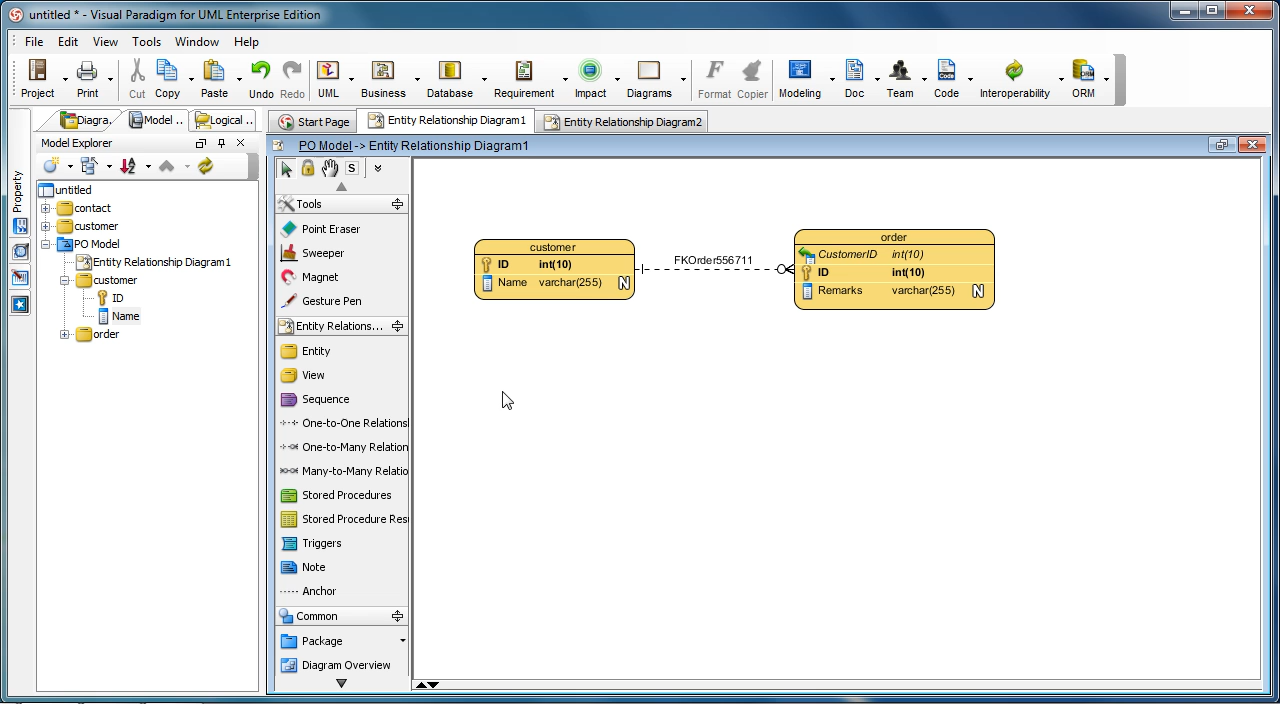 untitled * - Visual Paradigm for UML Enterprise Edition
File Edit View Tools Window Help
Project Print Cut Copy Paste Undo Redo UML Business Database Requirement Impact Diagrams Format Copier Modeling Doc Team Code Interoperability ORM
Diagra. Model .. Logical ..
Start Page Entity Relationship Diagram1 Entity Relationship Diagram2
Model Explorer
PO Model -> Entity Relationship Diagram1
Property
untitled
contact
customer
PO Model
Entity Relationship Diagram1
customer
ID
Name
order
S
Tools
Point Eraser
Sweeper
Magnet
Gesture Pen
Entity Relations...
Entity
View
Sequence
One-to-One Relations
One-to-Many Relation
Many-to-Many Relatio
Stored Procedures
Stored Procedure Res
Triggers
Note
Anchor
Common
Package
Diagram Overview
customer
ID int(10)
Name varchar(255) N
FKOrder556711
order
CustomerID int(10)
ID int(10)
Remarks varchar(255) N